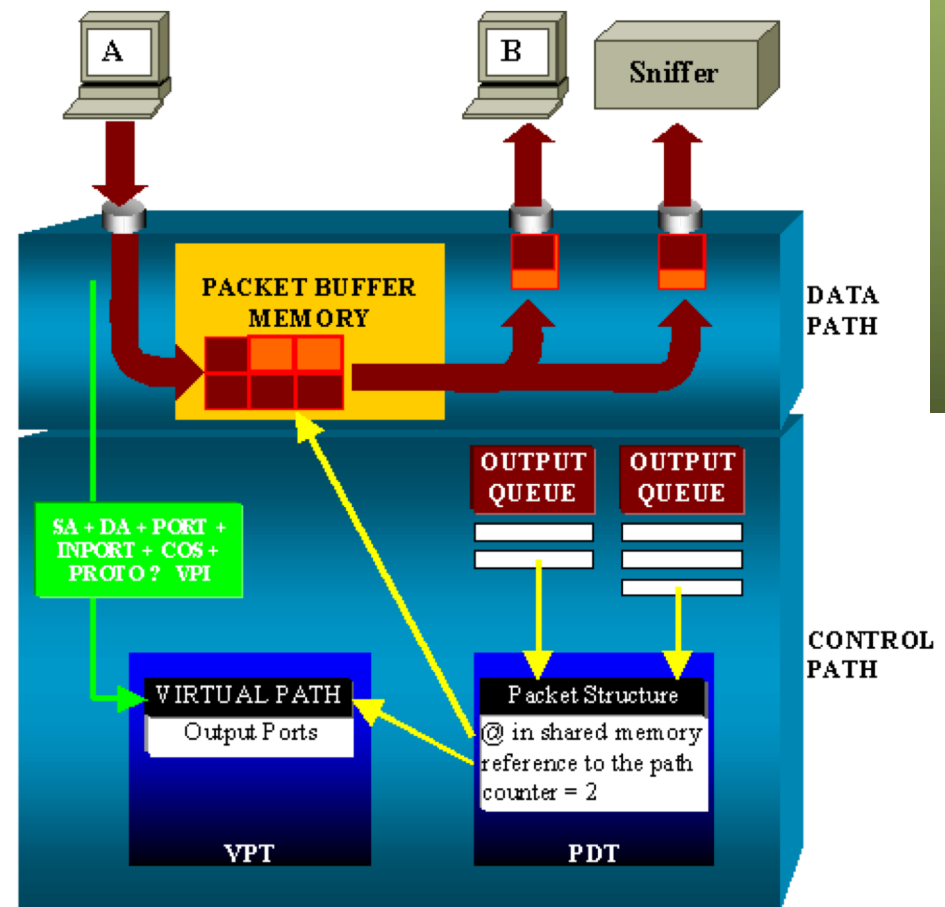 A
B
Sniffer
PACKET BUFFER
MEMORY
DATA
PATH
OUTPUT
QUEUE
OUTPUT
QUEUE
SA + DA + PORT +
INPORT + COS +
PROTO ? VPI
CONTROL
PATH
VIRTUAL PATH
Output Ports
Packet Structure
@ in shared memory
reference to the path
counter = 2
VPT
PDT